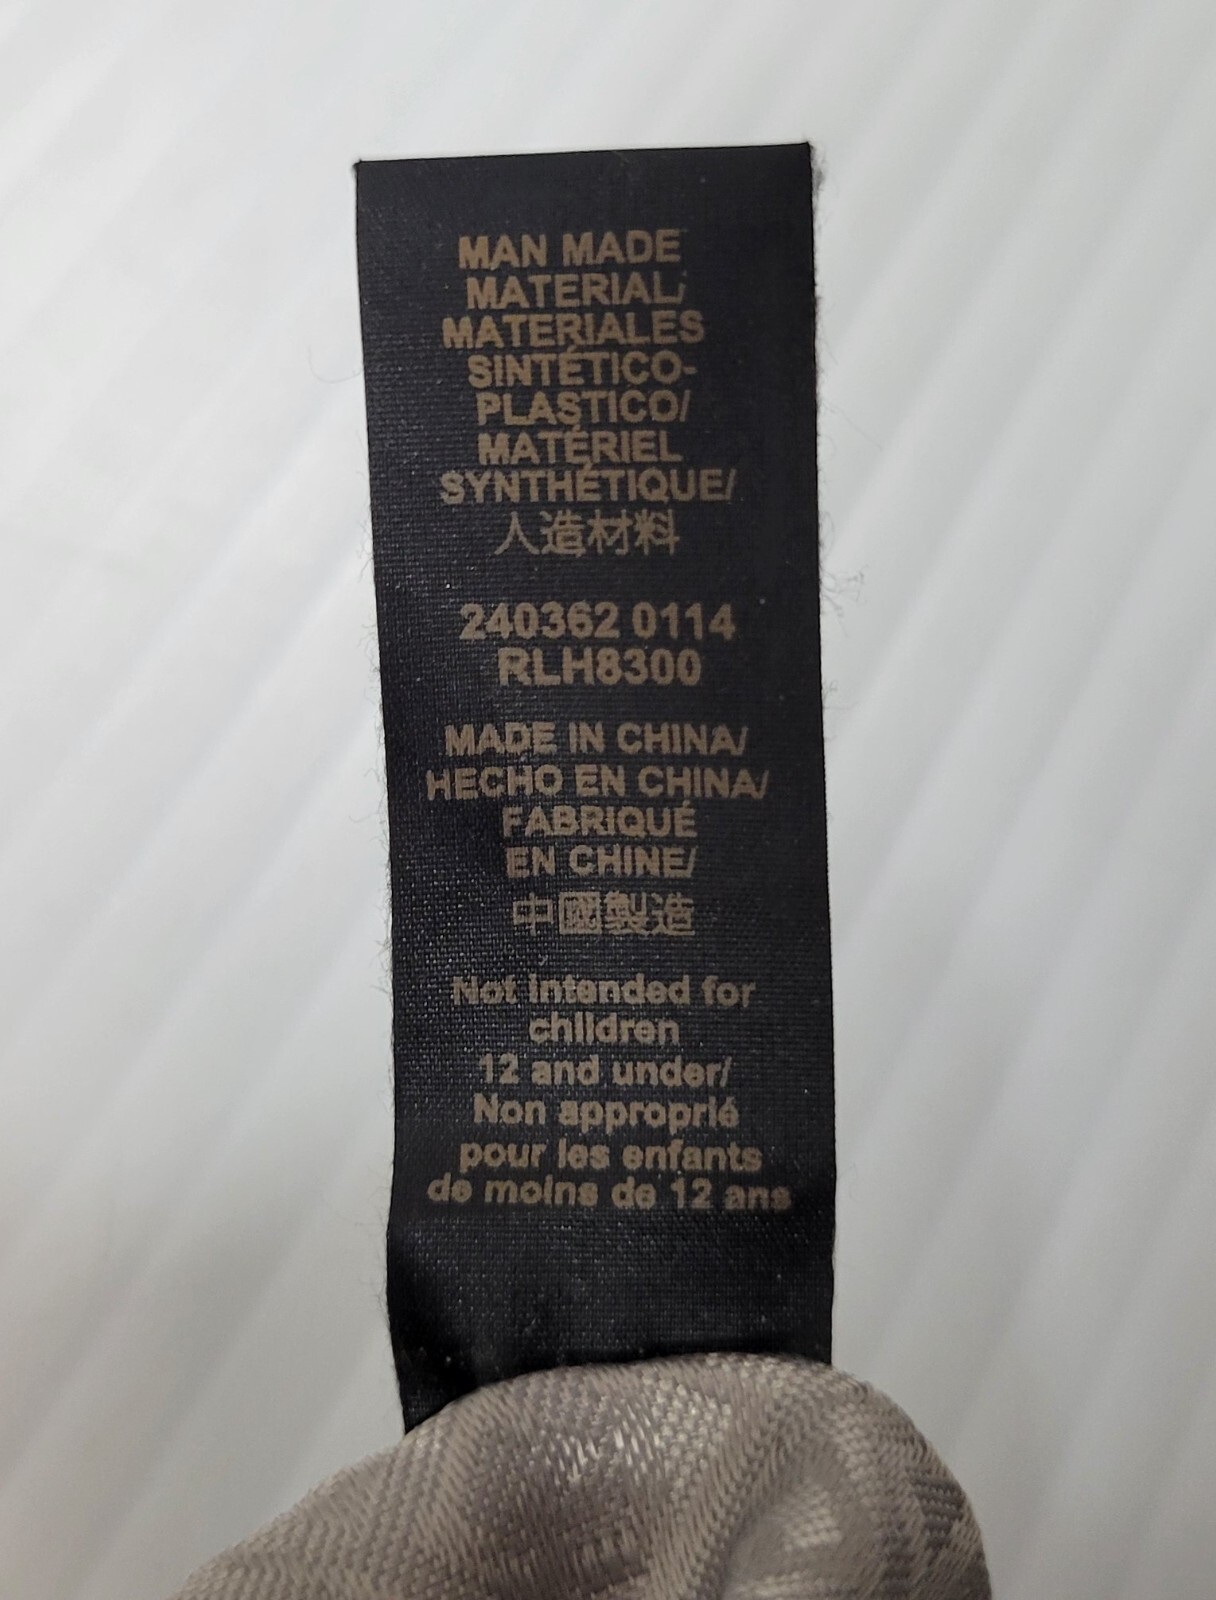 MAN MADE
MATERIAL/
MATERIALES
SINTÉTICO-
PLASTICO/
MATÉRIEL
SYNTHÉTIQUE/
人造材料
240362 0114
RLH8300
MADE IN CHINA/
HECHO EN CHINA/
FABRIQUÉ
EN CHINE/
中國製造
Not intended for
children
12 and under/
Non approprié
pour les enfants
de moins de 12 ans